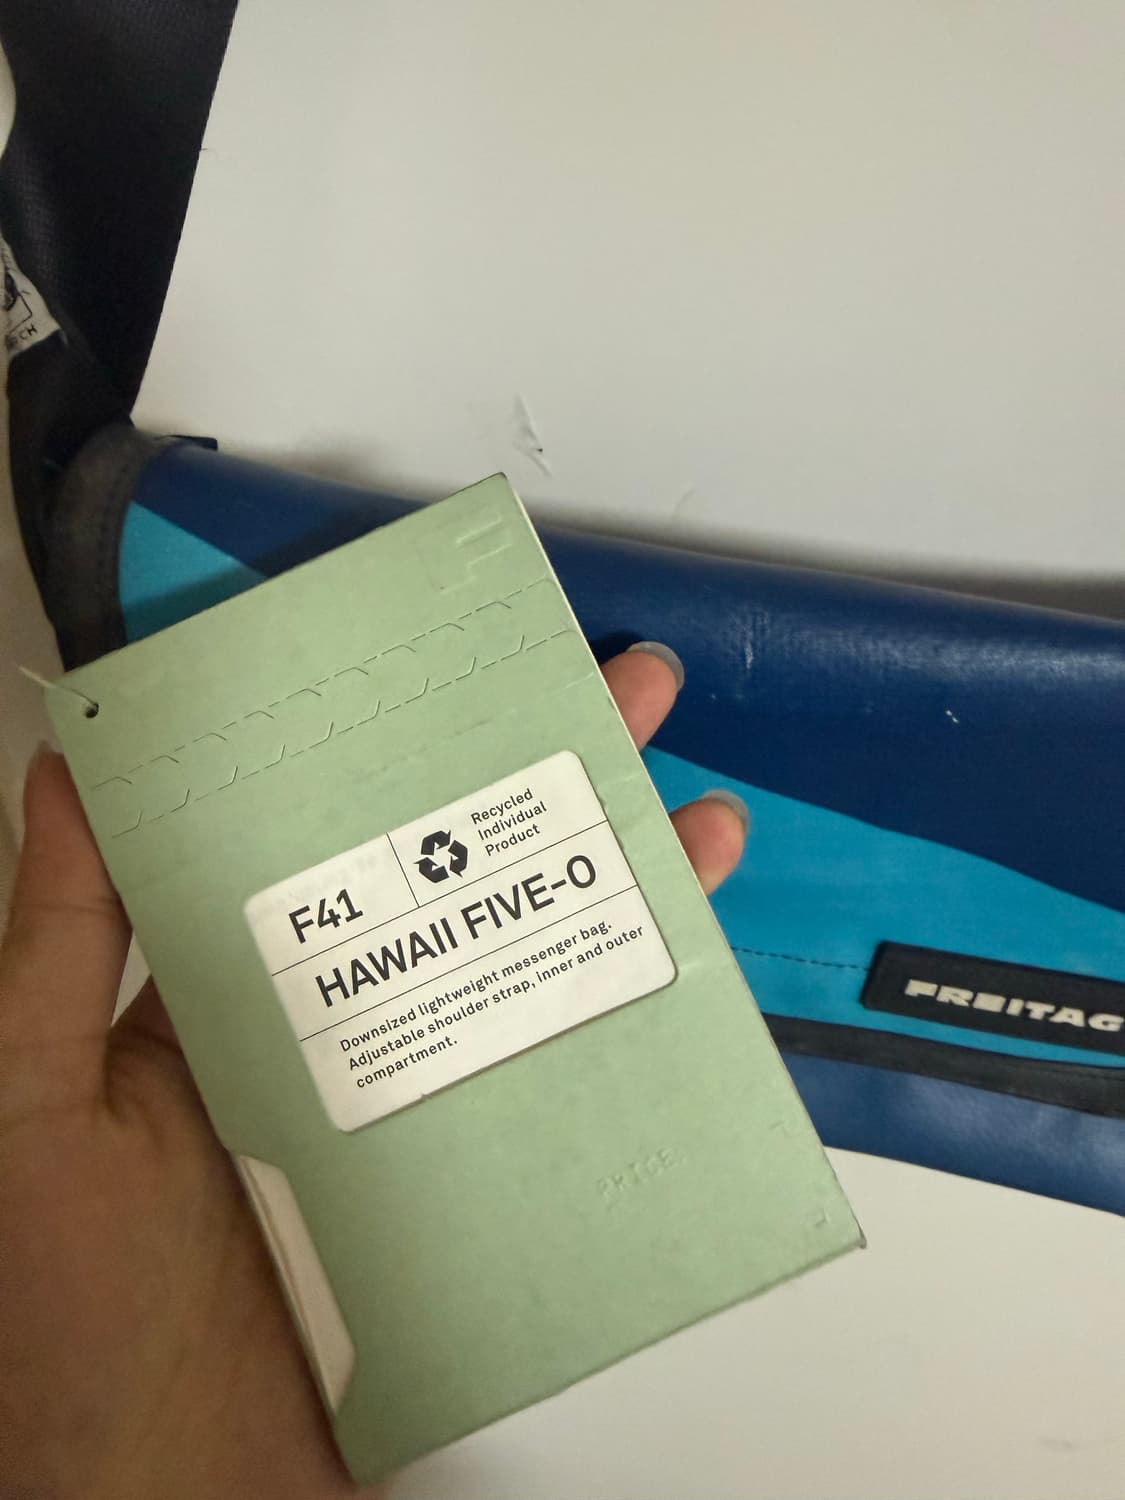 F41
Recycled
Individual
Product
HAWAII FIVE-O
Downsized lightweight messenger bag.
Adjustable shoulder strap, inner and outer
compartment.
PRICE
FREITAG
F
CH